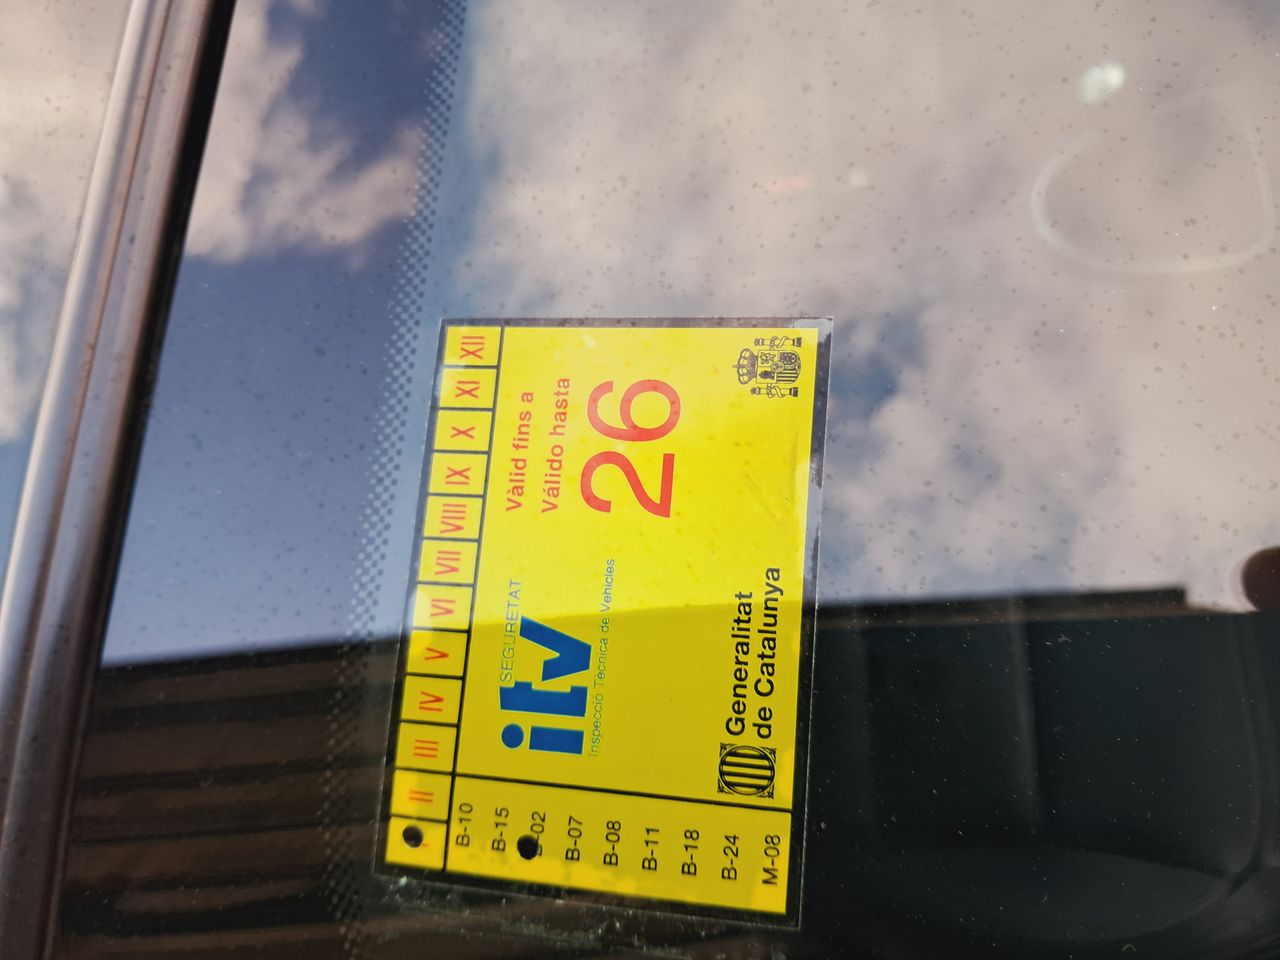 I II III IV V VI VII VIII IX X XI XII
SEGURETAT
itv
Inspecció Tècnica de Vehicles
Vàlid fins a
Válido hasta
26
Generalitat
de Catalunya
B-10
B-15
B-02
B-07
B-08
B-11
B-18
B-24
M-08